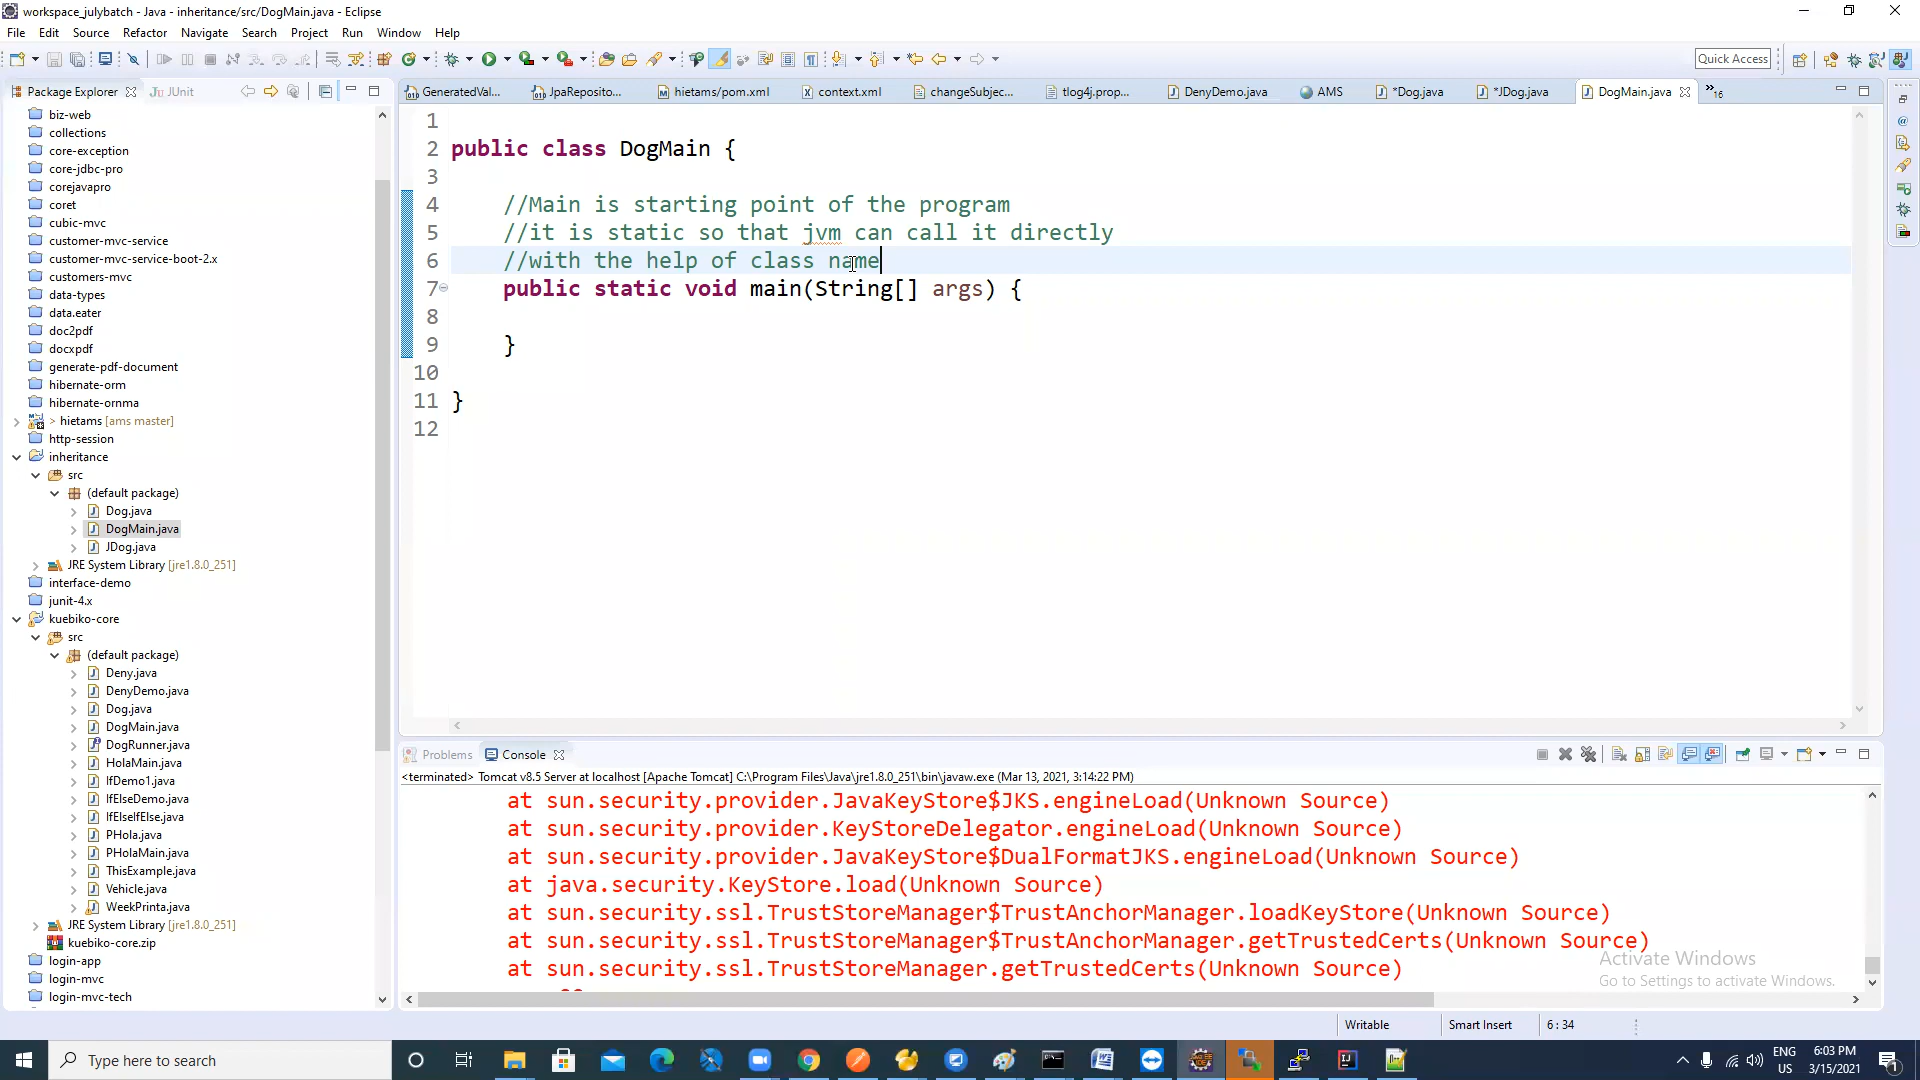 workspace_julybatch - Java - inheritance/src/DogMain.java - Eclipse
File Edit Source Refactor Navigate Search Project Run Window Help
Quick Access
Package Explorer JUnit
GeneratedVal... JpaReposito... hietams/pom.xml context.xml changeSubjec... tlog4j.prop... DenyDemo.java AMS *Dog.java *JDog.java DogMain.java »16
biz-web
collections
core-exception
core-jdbc-pro
corejavapro
coret
cubic-mvc
customer-mvc-service
customer-mvc-service-boot-2.x
customers-mvc
data-types
data.eater
doc2pdf
docxpdf
generate-pdf-document
hibernate-orm
hibernate-ornma
> hietams [ams master]
http-session
inheritance
src
(default package)
Dog.java
DogMain.java
JDog.java
JRE System Library [jre1.8.0_251]
interface-demo
junit-4.x
kuebiko-core
src
(default package)
Deny.java
DenyDemo.java
Dog.java
DogMain.java
DogRunner.java
HolaMain.java
IfDemo1.java
IfElseDemo.java
IfElseIfElse.java
PHola.java
PHolaMain.java
ThisExample.java
Vehicle.java
WeekPrinta.java
JRE System Library [jre1.8.0_251]
kuebiko-core.zip
login-app
login-mvc
login-mvc-tech
1
2 public class DogMain {
3
4 //Main is starting point of the program
5 //it is static so that jvm can call it directly
6 //with the help of class name
7 public static void main(String[] args) {
8
9 }
10
11 }
12
Problems Console
<terminated> Tomcat v8.5 Server at localhost [Apache Tomcat] C:\Program Files\Java\jre1.8.0_251\bin\javaw.exe (Mar 13, 2021, 3:14:22 PM)
at sun.security.provider.JavaKeyStore$JKS.engineLoad(Unknown Source)
at sun.security.provider.KeyStoreDelegator.engineLoad(Unknown Source)
at sun.security.provider.JavaKeyStore$DualFormatJKS.engineLoad(Unknown Source)
at java.security.KeyStore.load(Unknown Source)
at sun.security.ssl.TrustStoreManager$TrustAnchorManager.loadKeyStore(Unknown Source)
at sun.security.ssl.TrustStoreManager$TrustAnchorManager.getTrustedCerts(Unknown Source)
at sun.security.ssl.TrustStoreManager.getTrustedCerts(Unknown Source)
Activate Windows
Go to Settings to activate Windows.
Writable Smart Insert 6 : 34
Type here to search
ENG 6:03 PM
US 3/15/2021